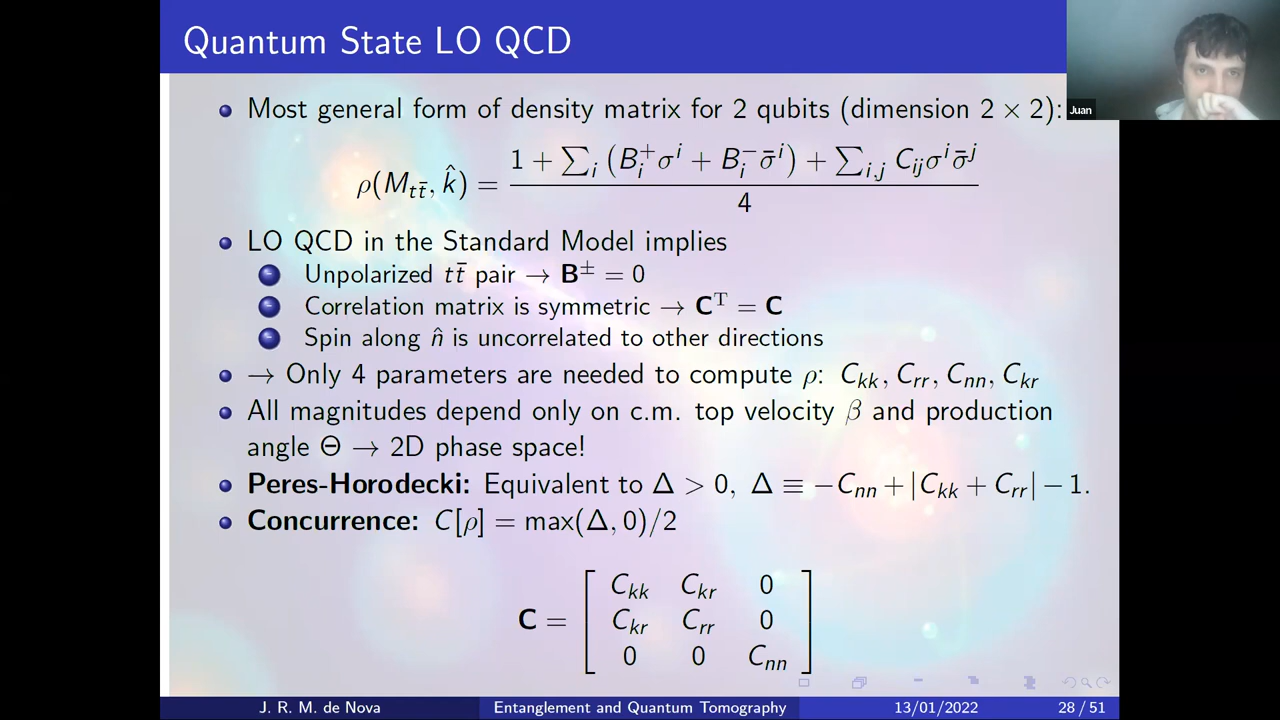 Quantum State LO QCD
Juan
Most general form of density matrix for 2 qubits (dimension 2 × 2):
ρ(M_{tt̄}, k̂) = \frac{1 + ∑_i (B_i^+ σ^i + B_i^- σ̄^i) + ∑_{i,j} C_{ij} σ^i σ̄^j}{4}
LO QCD in the Standard Model implies
Unpolarized tt̄ pair → B^± = 0
Correlation matrix is symmetric → C^T = C
Spin along n̂ is uncorrelated to other directions
→ Only 4 parameters are needed to compute ρ: C_{kk}, C_{rr}, C_{nn}, C_{kr}
All magnitudes depend only on c.m. top velocity β and production
angle Θ → 2D phase space!
Peres-Horodecki: Equivalent to Δ > 0, Δ ≡ −C_{nn} + |C_{kk} + C_{rr}| − 1.
Concurrence: C[ρ] = max(Δ, 0)/2
C_{kk} C_{kr} 0
C = [ C_{kr} C_{rr} 0 ]
0 0 C_{nn}
J. R. M. de Nova Entanglement and Quantum Tomography 13/01/2022 28 / 51